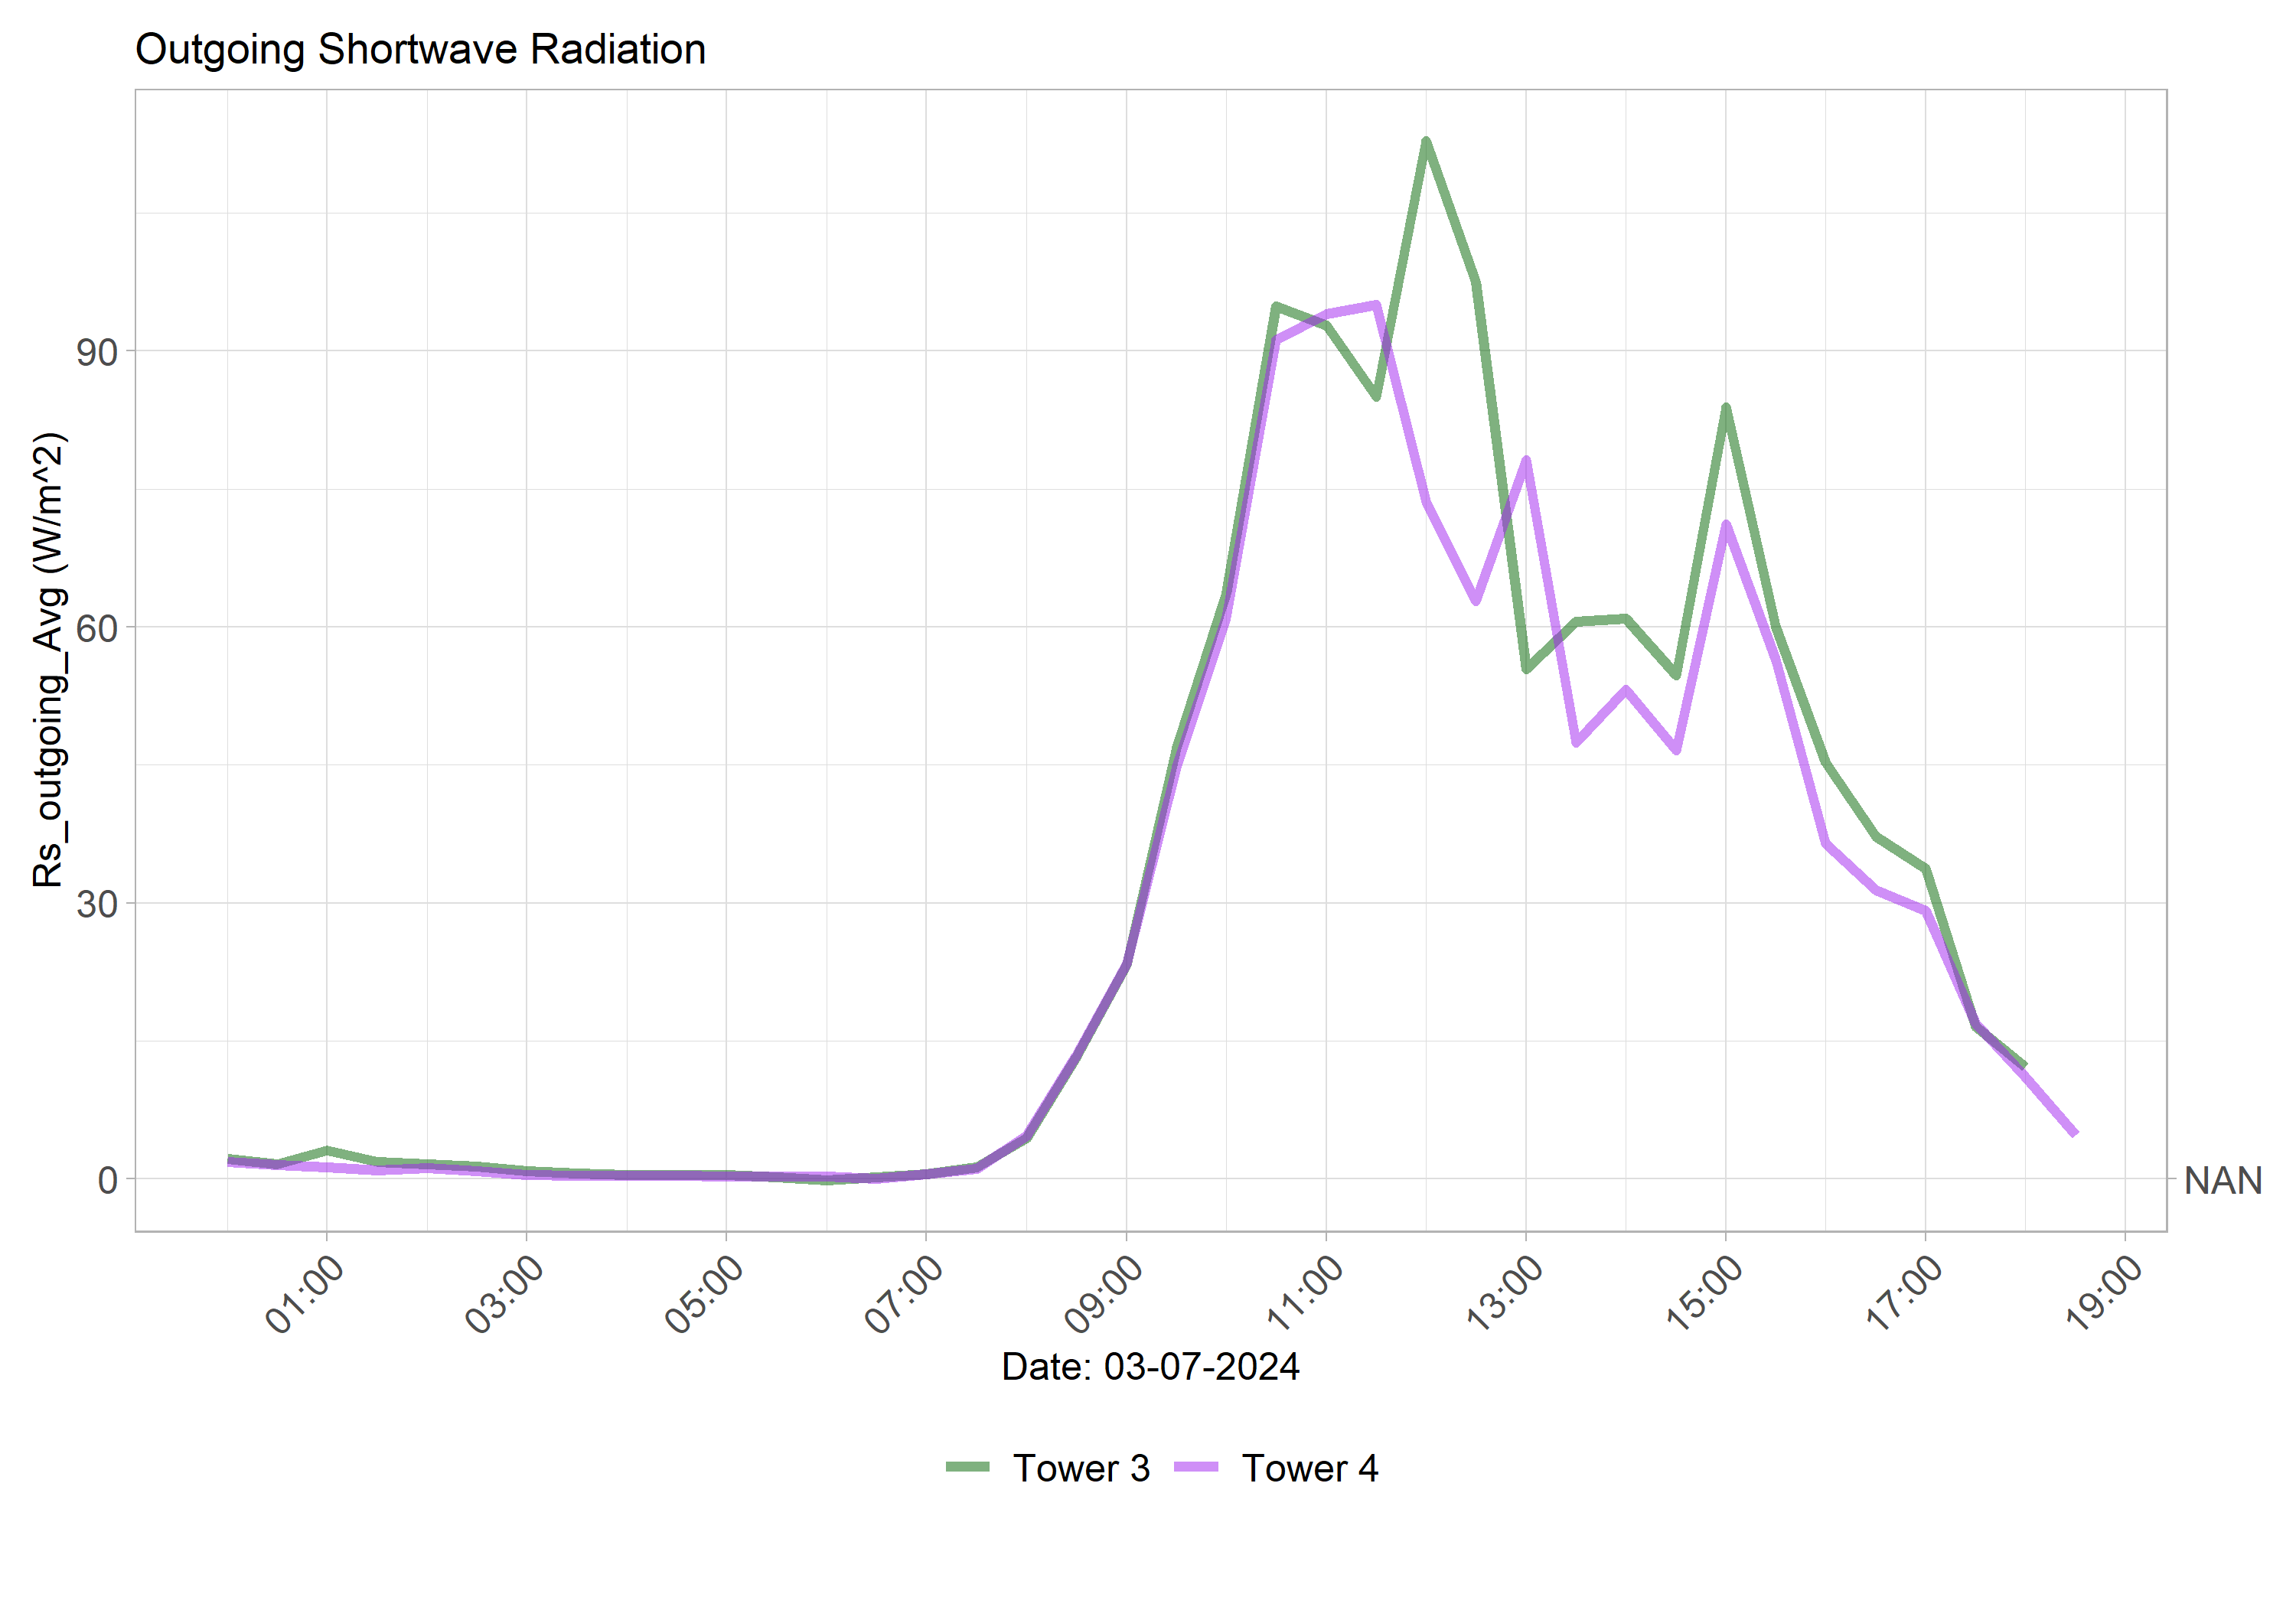 Outgoing Shortwave Radiation
Rs_outgoing_Avg (W/m^2)
90
60
30
0
NAN
01:00
03:00
05:00
07:00
09:00
11:00
13:00
15:00
17:00
19:00
Date: 03-07-2024
Tower 3
Tower 4